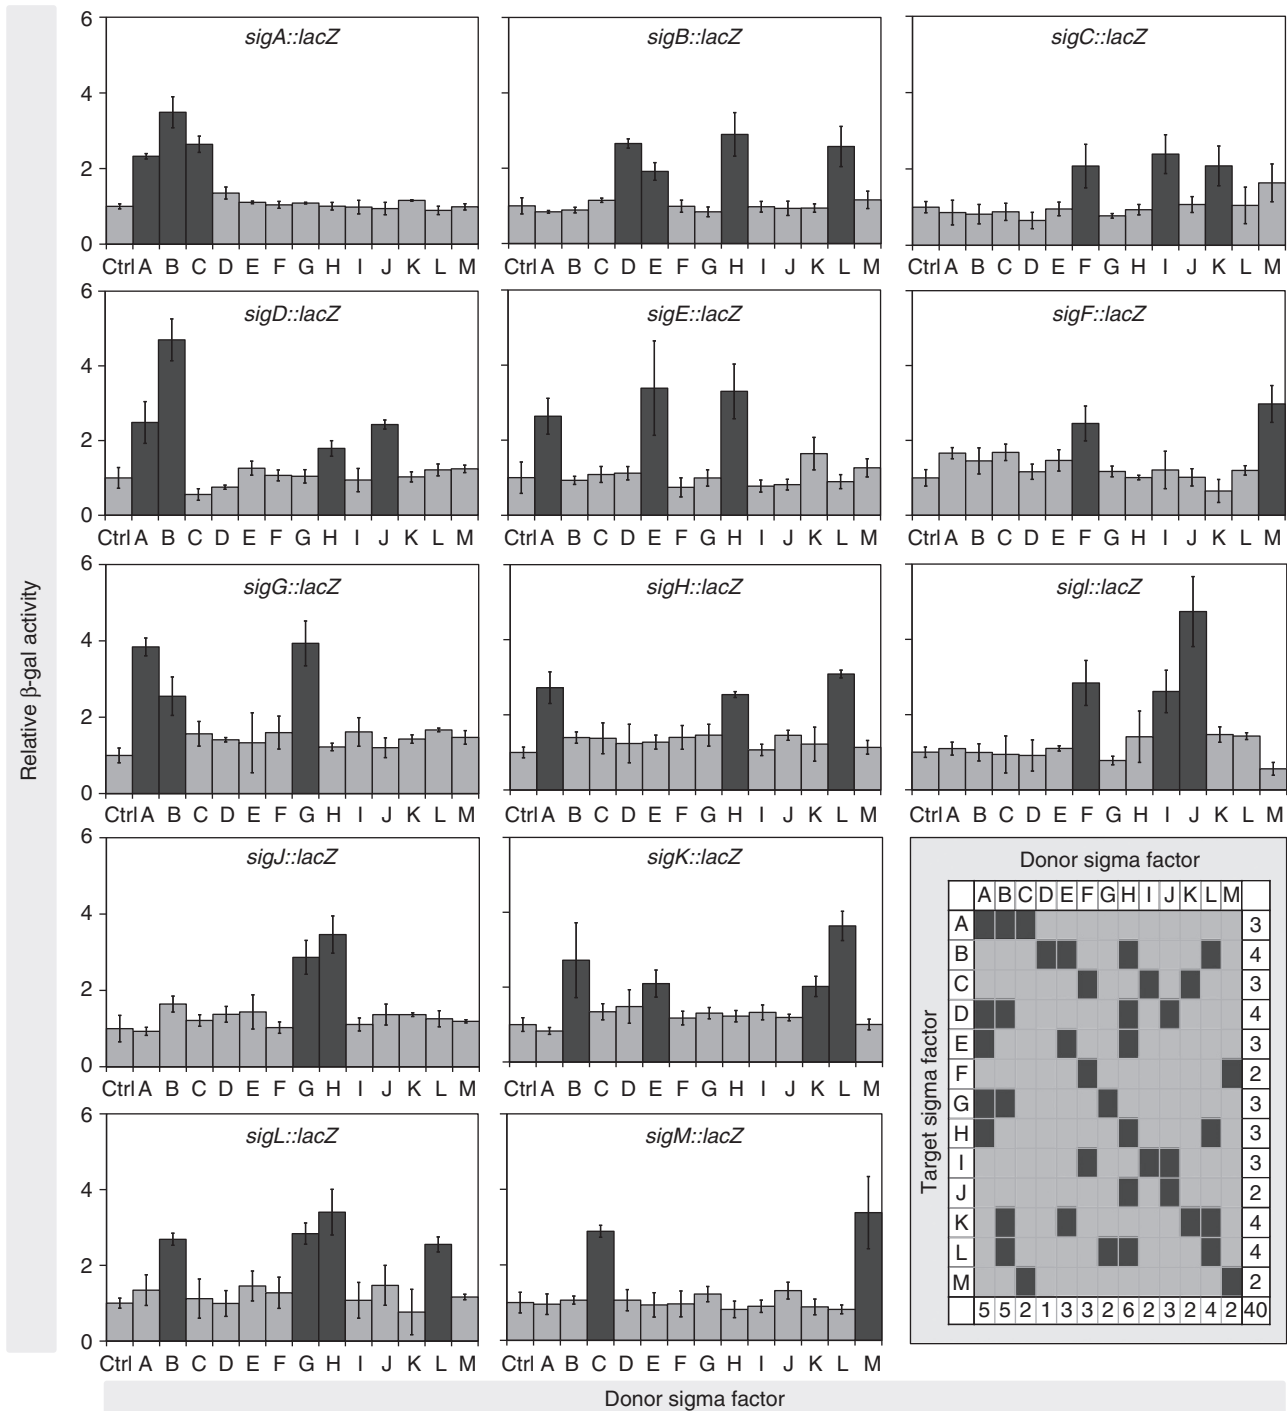 Relative β-gal activity
sigA::lacZ
6
4
2
0
Ctrl A B C D E F G H I J K L M
sigB::lacZ
Ctrl A B C D E F G H I J K L M
sigC::lacZ
Ctrl A B C D E F G H I J K L M
sigD::lacZ
6
4
2
0
Ctrl A B C D E F G H I J K L M
sigE::lacZ
Ctrl A B C D E F G H I J K L M
sigF::lacZ
Ctrl A B C D E F G H I J K L M
sigG::lacZ
6
4
2
0
Ctrl A B C D E F G H I J K L M
sigH::lacZ
Ctrl A B C D E F G H I J K L M
sigI::lacZ
Ctrl A B C D E F G H I J K L M
sigJ::lacZ
6
4
2
0
Ctrl A B C D E F G H I J K L M
sigK::lacZ
Ctrl A B C D E F G H I J K L M
Donor sigma factor
Target sigma factor
A B C D E F G H I J K L M
A 3
B 4
C 3
D 4
E 3
F 2
G 3
H 3
I 3
J 2
K 4
L 4
M 2
5 5 2 1 3 3 2 6 2 3 2 4 2 40
sigL::lacZ
6
4
2
0
Ctrl A B C D E F G H I J K L M
sigM::lacZ
Ctrl A B C D E F G H I J K L M
Donor sigma factor